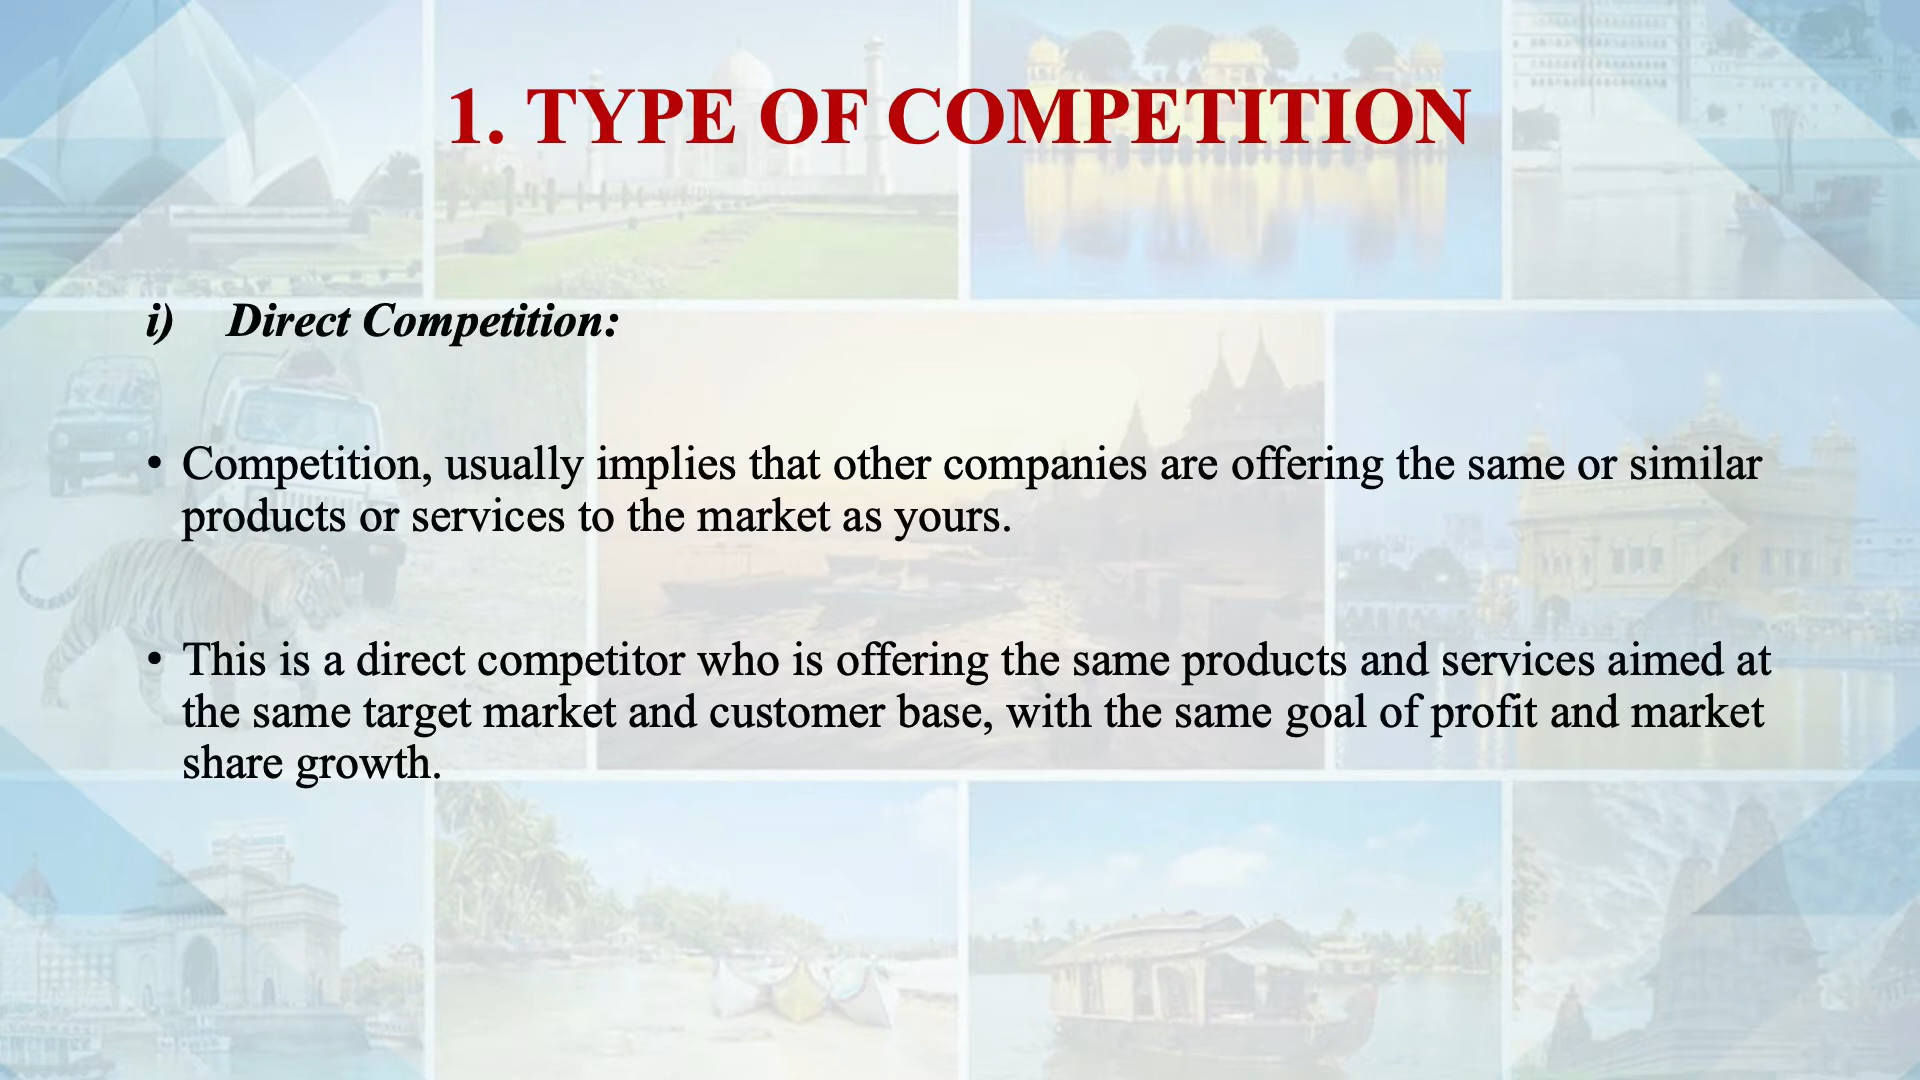 1. TYPE OF COMPETITION
i) Direct Competition:
• Competition, usually implies that other companies are offering the same or similar
products or services to the market as yours.
• This is a direct competitor who is offering the same products and services aimed at
the same target market and customer base, with the same goal of profit and market
share growth.